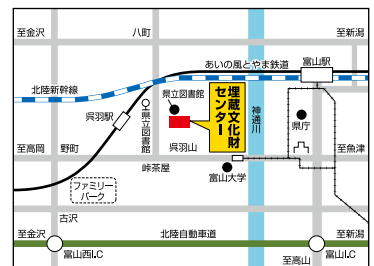 至金沢
八町
至新潟
あいの風とやま鉄道
富山駅
北陸新幹線
県立図書館
埋蔵文化財
センター
神通川
呉羽駅
県立図書館
県庁
至高岡
野町
呉羽山
至魚津
峠茶屋
富山大学
ファミリー
パーク
古沢
至金沢
北陸自動車道
至新潟
富山西I.C
至高山
富山I.C